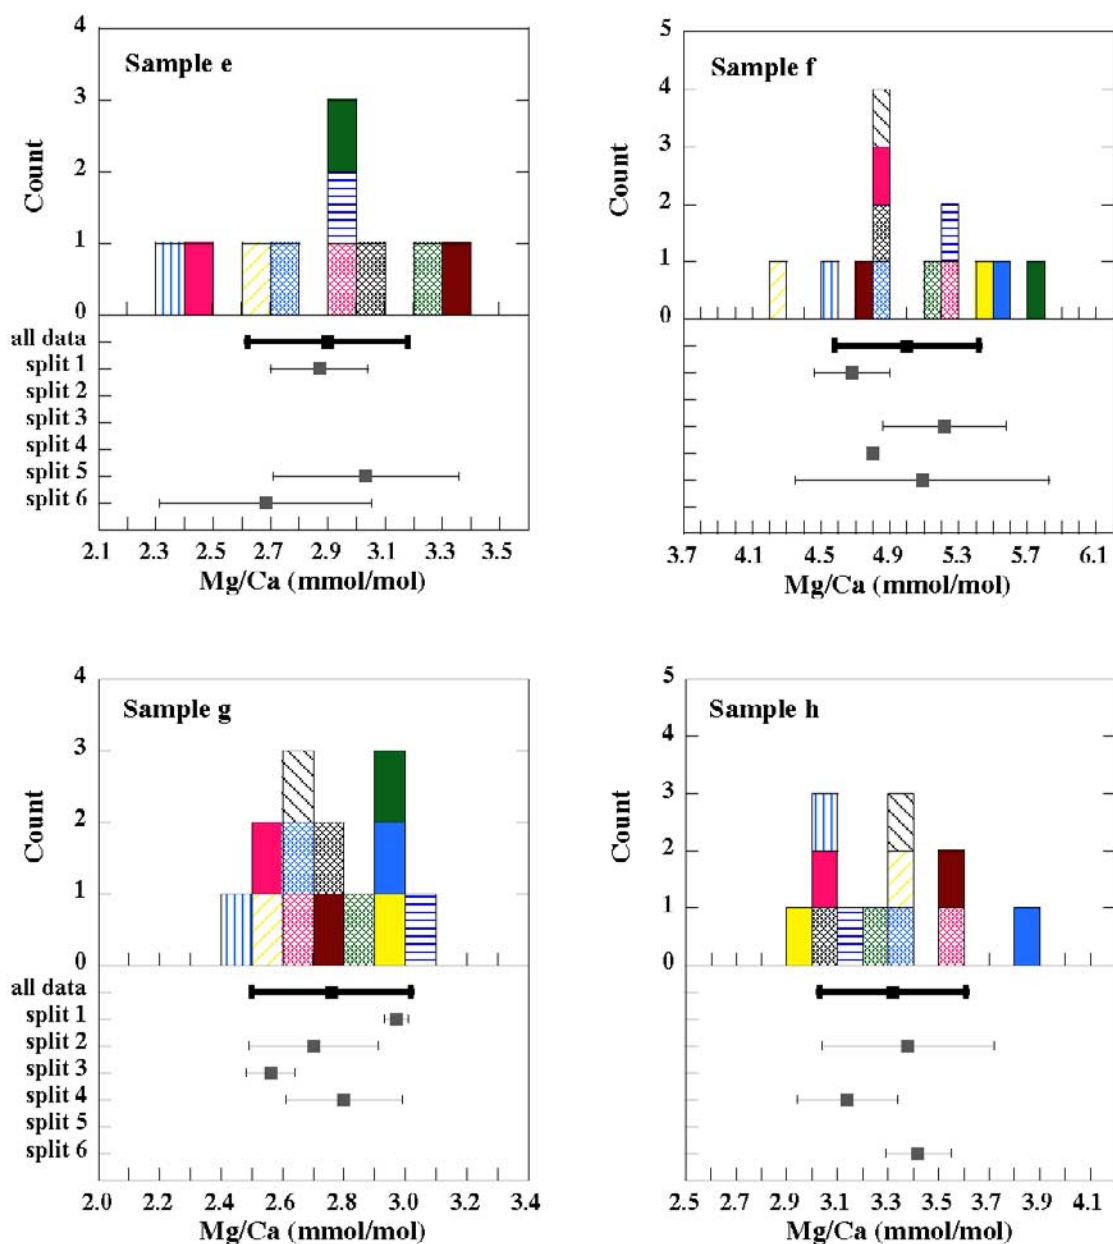 4
Sample e
3
Count
2
1
0
all data
split 1
split 2
split 3
split 4
split 5
split 6
2.1 2.3 2.5 2.7 2.9 3.1 3.3 3.5
Mg/Ca (mmol/mol)
5
Sample f
4
3
Count
2
1
0
3.7 4.1 4.5 4.9 5.3 5.7 6.1
Mg/Ca (mmol/mol)
4
Sample g
3
Count
2
1
0
all data
split 1
split 2
split 3
split 4
split 5
split 6
2.0 2.2 2.4 2.6 2.8 3.0 3.2 3.4
Mg/Ca (mmol/mol)
5
Sample h
4
3
Count
2
1
0
2.5 2.7 2.9 3.1 3.3 3.5 3.7 3.9 4.1
Mg/Ca (mmol/mol)